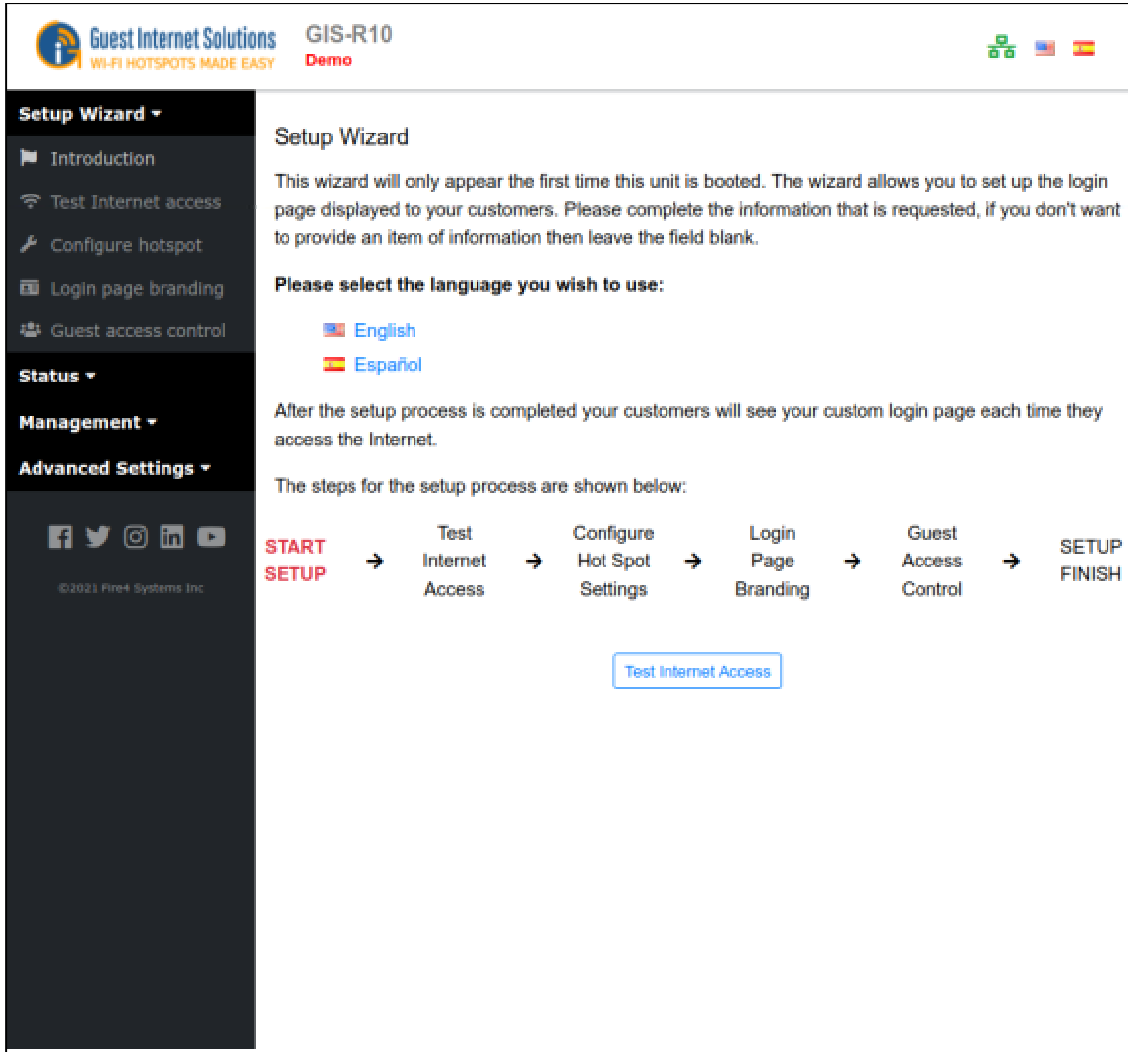 Guest Internet Solutions
WI-FI HOTSPOTS MADE EASY
GIS-R10
Demo
Setup Wizard
Introduction
Test Internet access
Configure hotspot
Login page branding
Guest access control
Status
Management
Advanced Settings
©2021 Fire4 Systems Inc
Setup Wizard
This wizard will only appear the first time this unit is booted. The wizard allows you to set up the login
page displayed to your customers. Please complete the information that is requested, if you don't want
to provide an item of information then leave the field blank.
Please select the language you wish to use:
English
Español
After the setup process is completed your customers will see your custom login page each time they
access the Internet.
The steps for the setup process are shown below:
START
SETUP
→
Test
Internet
Access
→
Configure
Hot Spot
Settings
→
Login
Page
Branding
→
Guest
Access
Control
→
SETUP
FINISH
Test Internet Access